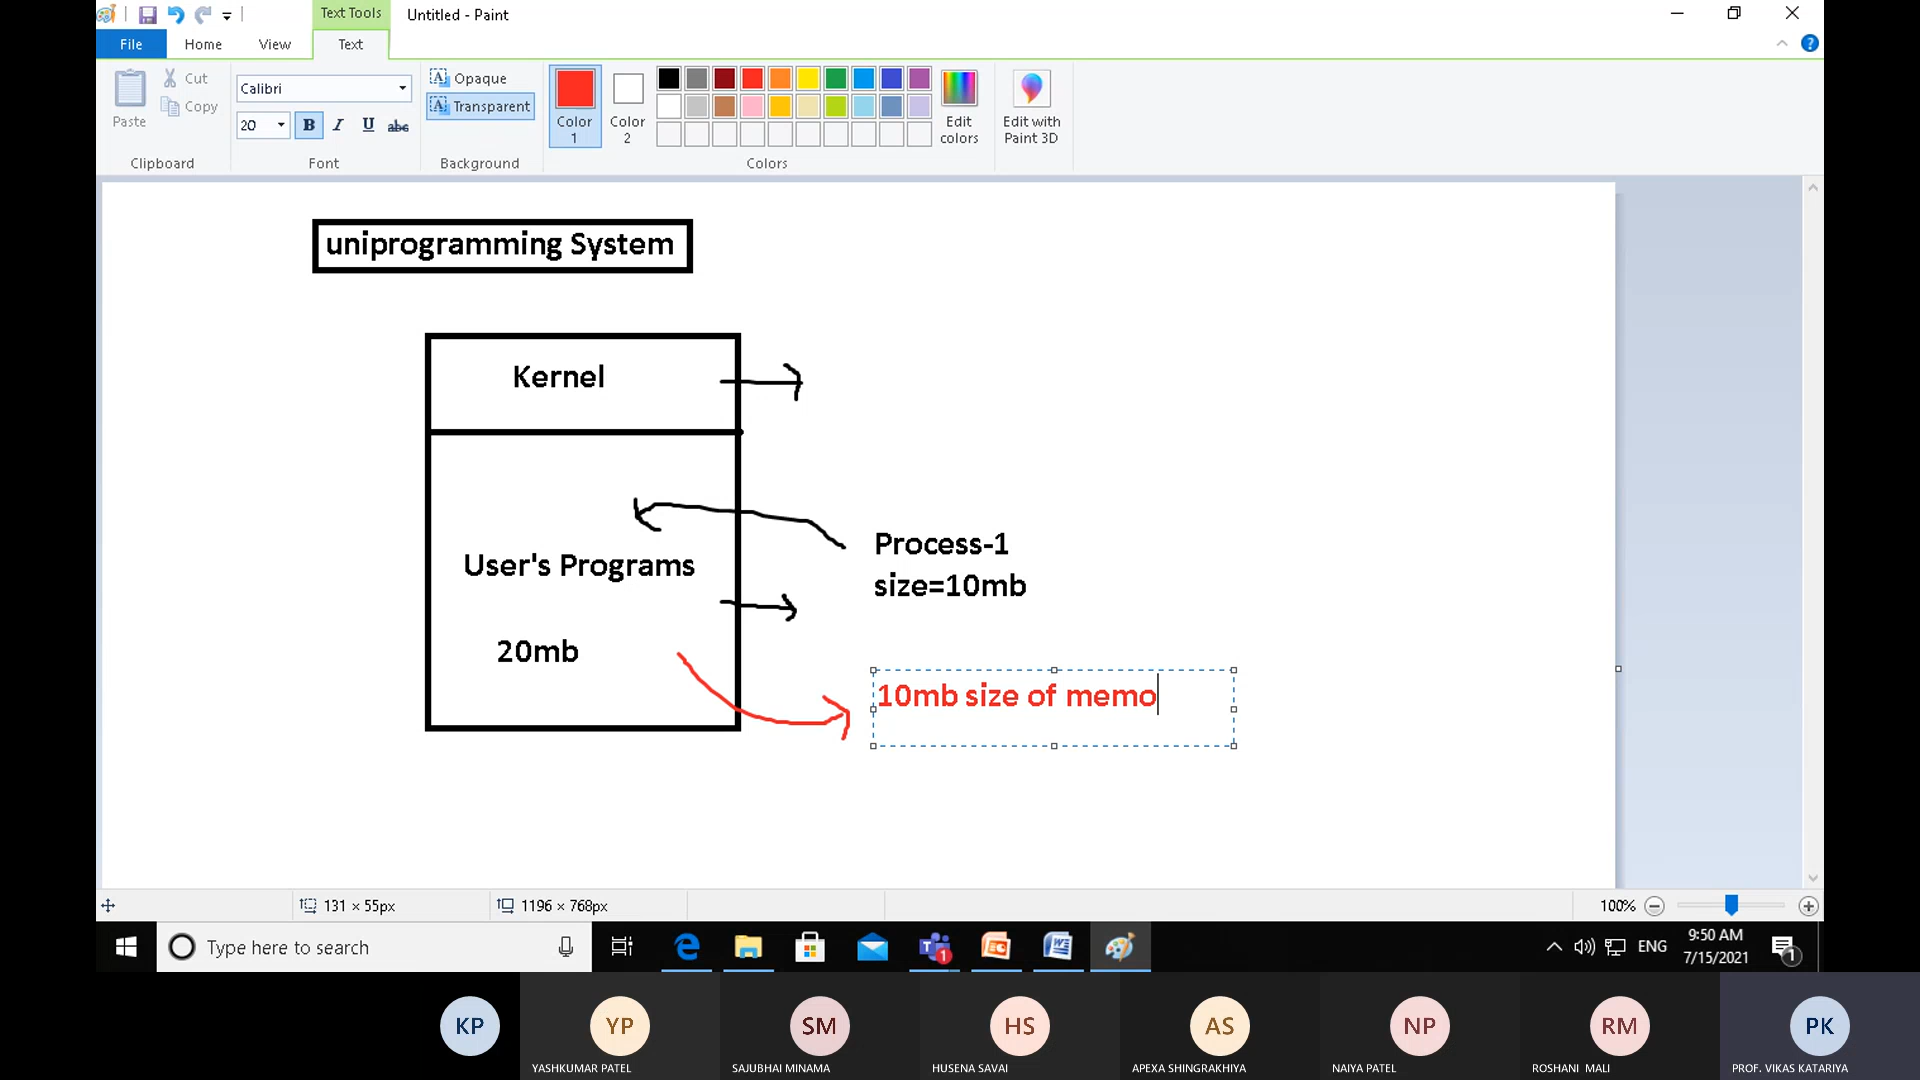 Text Tools
Untitled - Paint
File
Home
View
Text
Paste
Cut
Copy
Clipboard
Calibri
20
B
I
U
abc
Font
A Opaque
A Transparent
Background
Color 1
Color 2
Colors
Edit colors
Edit with Paint 3D
uniprogramming System
Kernel
User's Programs
20mb
Process-1
size=10mb
10mb size of memo
131 × 55px
1196 × 768px
100%
Type here to search
1
ENG
9:50 AM
7/15/2021
1
KP
YP
SM
HS
AS
NP
RM
PK
YASHKUMAR PATEL
SAJUBHAI MINAMA
HUSENA SAVAI
APEXA SHINGRAKHIYA
NAIYA PATEL
ROSHANI MALI
PROF. VIKAS KATARIYA